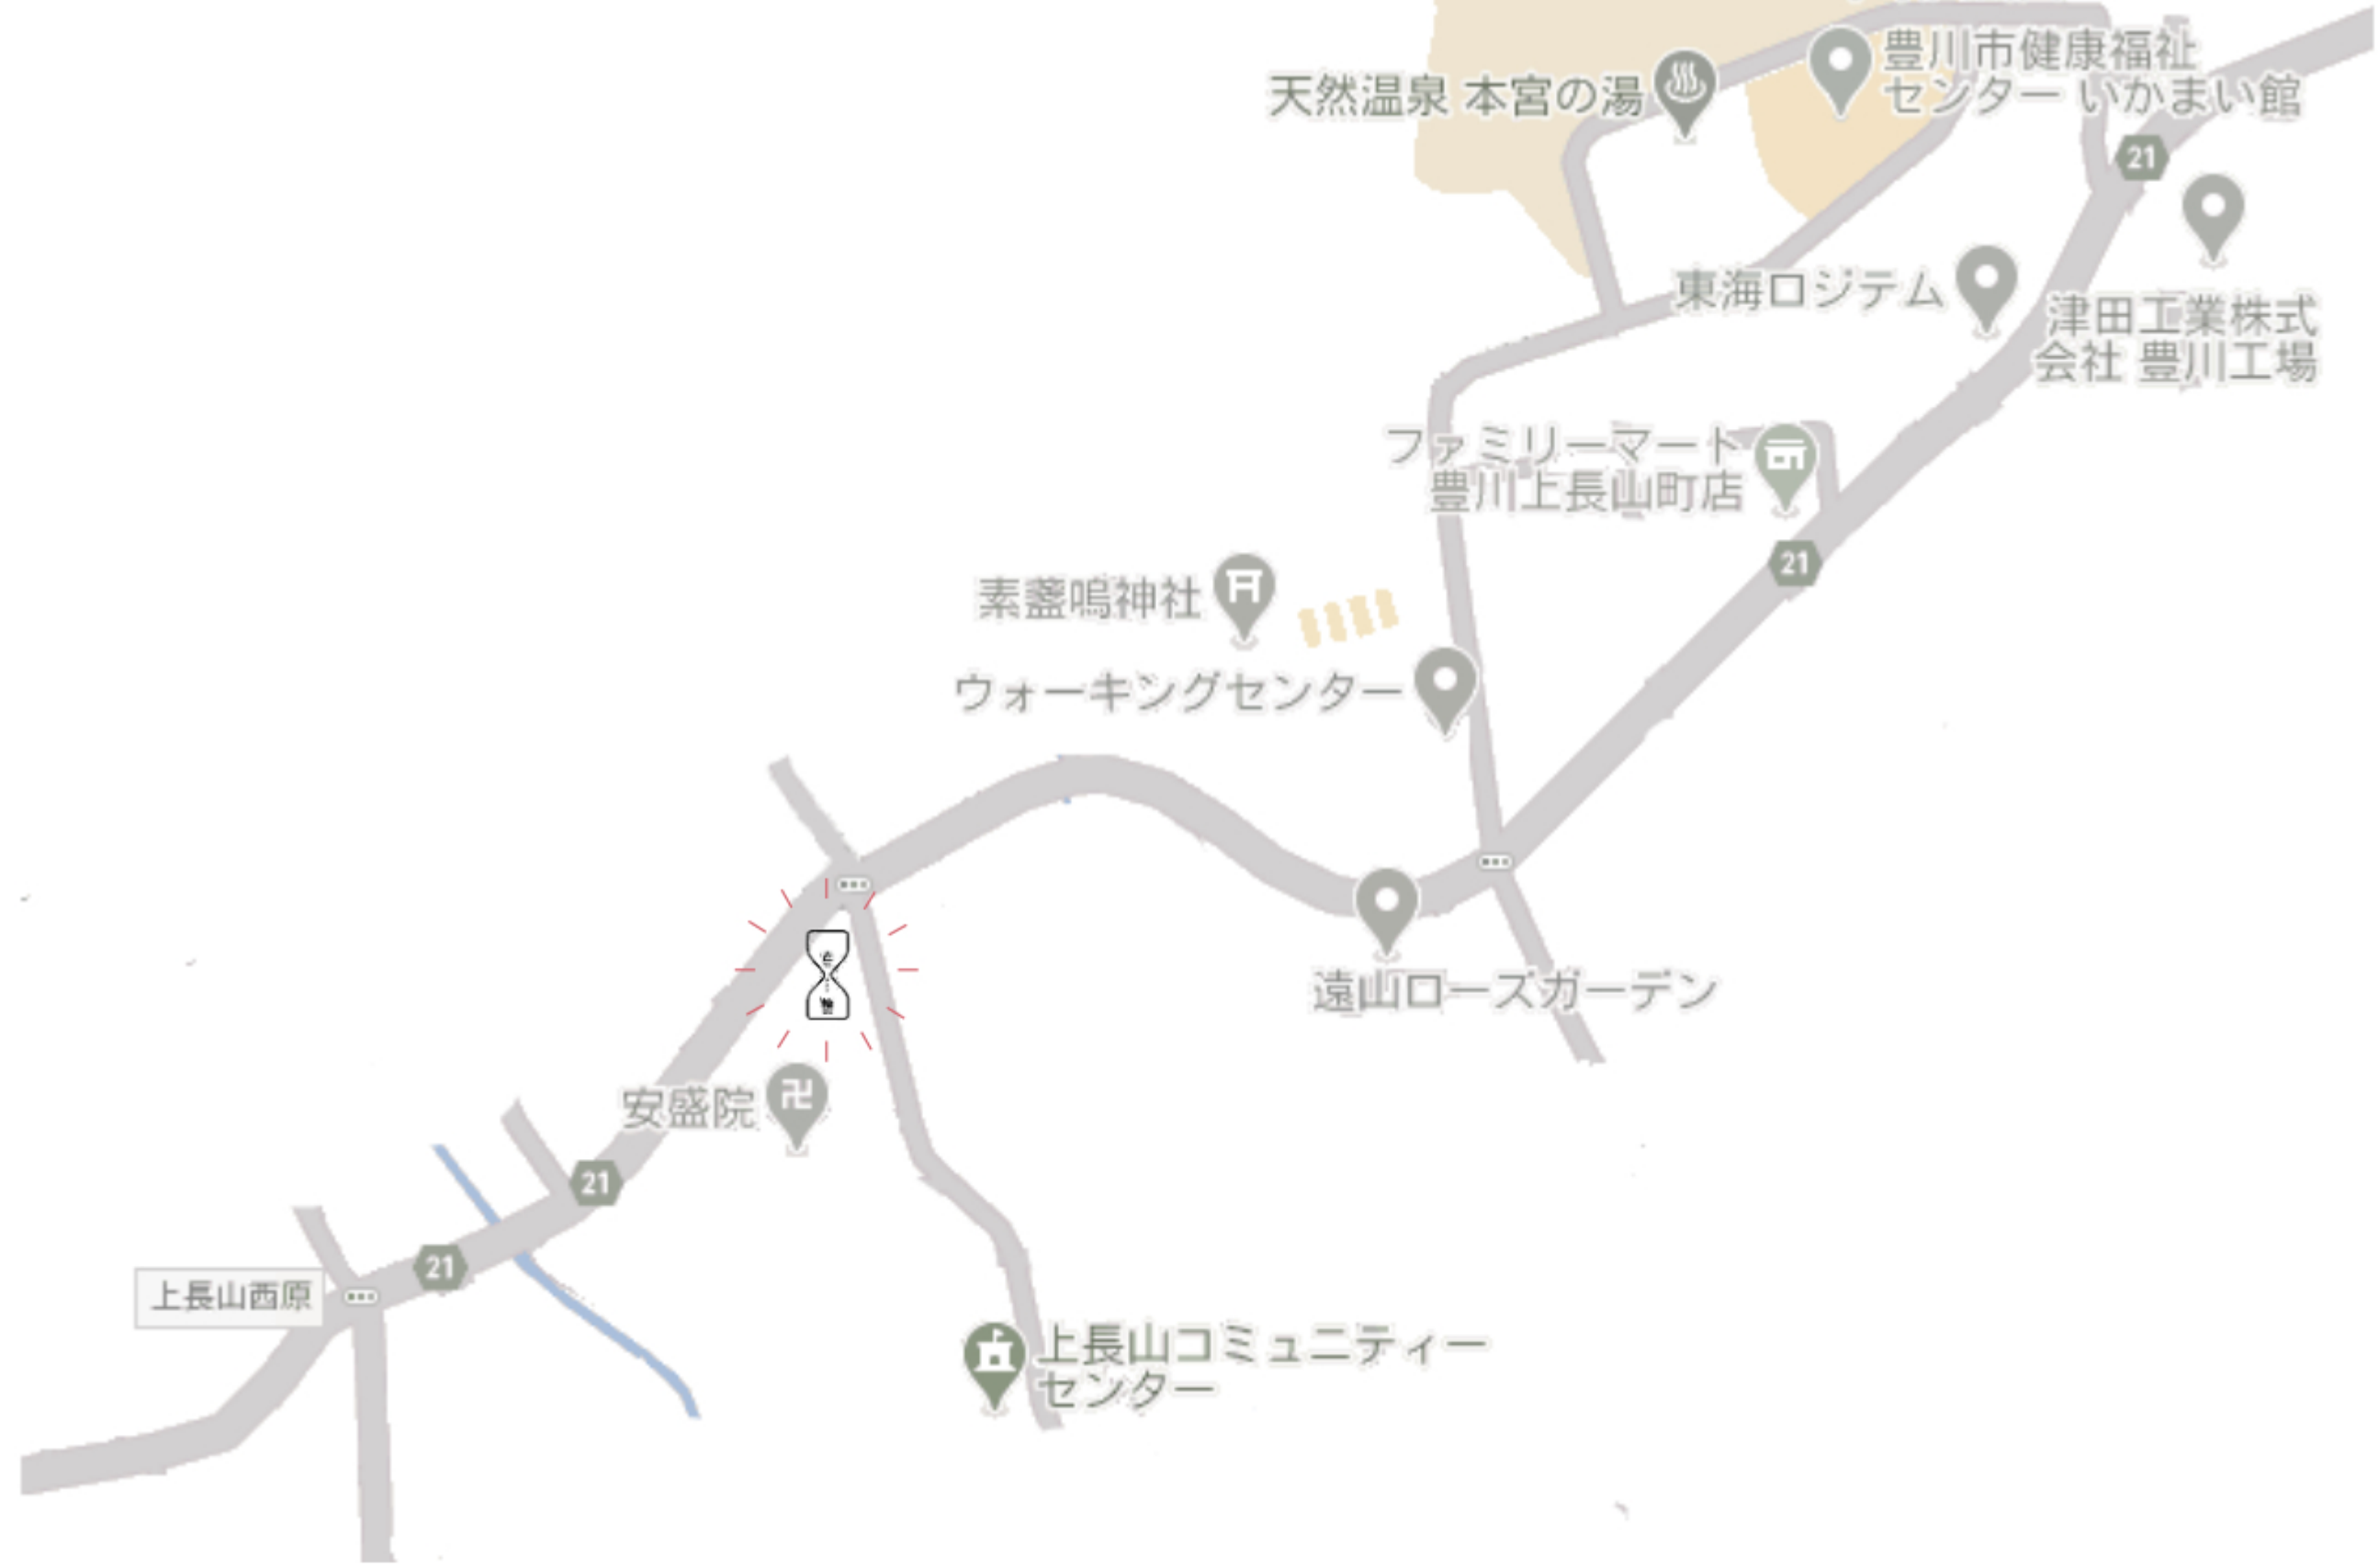 豊川市健康福祉
センター いかまい館
天然温泉 本宮の湯
21
東海ロジテム
津田工業株式
会社 豊川工場
ファミリーマート
豊川上長山町店
21
素盞嗚神社
ウォーキングセンター
遠山ローズガーデン
安盛院
21
21
上長山西原
上長山コミュニティー
センター